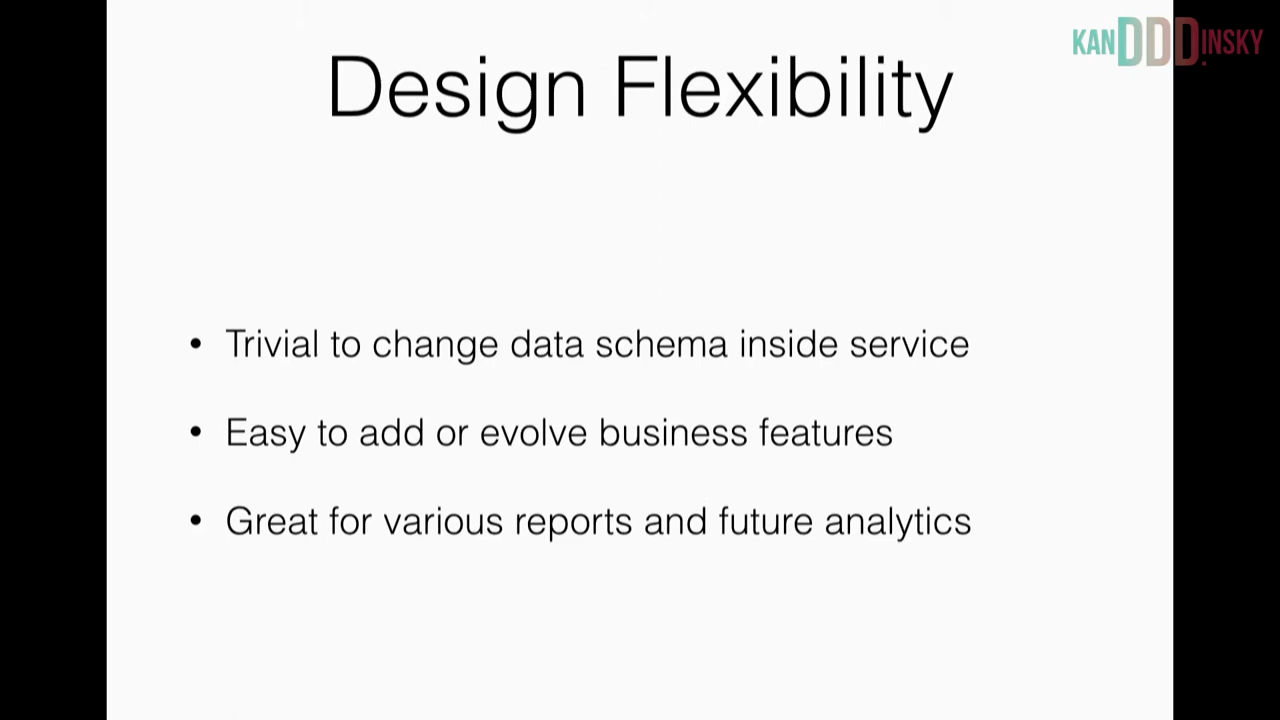 KANDDDINSKY
Design Flexibility
• Trivial to change data schema inside service
• Easy to add or evolve business features
• Great for various reports and future analytics